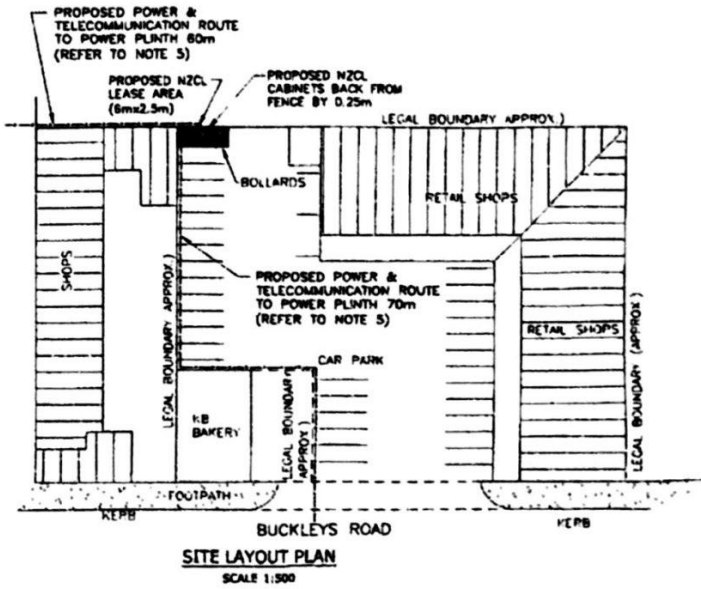 PROPOSED POWER &
TELECOMMUNICATION ROUTE
TO POWER PLINTH 60m
(REFER TO NOTE 5)
PROPOSED NZCL
LEASE AREA
(6mx2.5m)
PROPOSED NZCL
CABINETS BACK FROM
FENCE BY 0.25m
LEGAL BOUNDARY APPROX.)
BOLLARDS
RETAIL SHOPS
SHOPS
LEGAL BOUNDARY APPROX.)
PROPOSED POWER &
TELECOMMUNICATION ROUTE
TO POWER PLINTH 70m
(REFER TO NOTE 5)
RETAIL SHOPS
LEGAL BOUNDARY (APPROX)
CAR PARK
KB
BAKERY
LEGAL BOUNDAR
APPROX.)
FOOTPATH
KERB
KERB
BUCKLEYS ROAD
SITE LAYOUT PLAN
SCALE 1:500